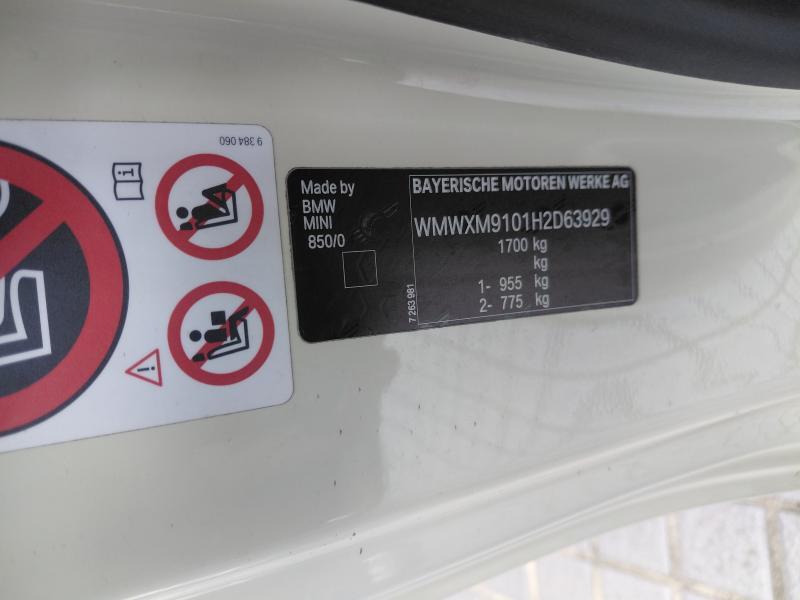 9 384 060
Made by
BMW
MINI
850/0
7 263 981
BAYERISCHE MOTOREN WERKE AG
WMWXM9101H2D63929
1700 kg
kg
1- 955 kg
2- 775 kg